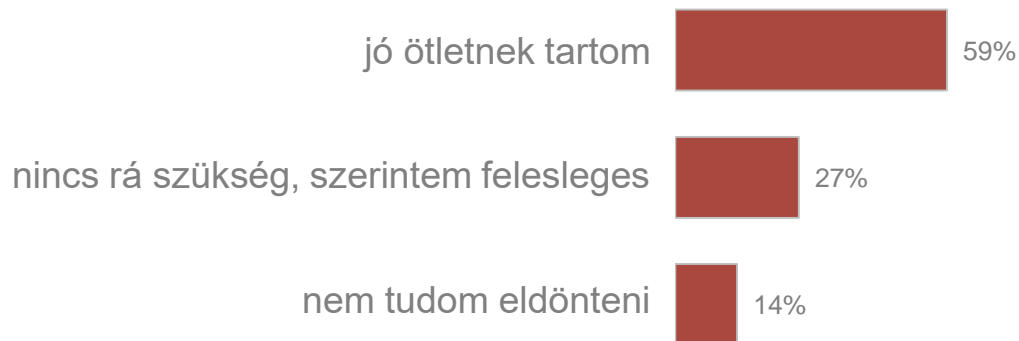 jó ötletnek tartom 59%
nincs rá szükség, szerintem felesleges 27%
nem tudom eldönteni 14%